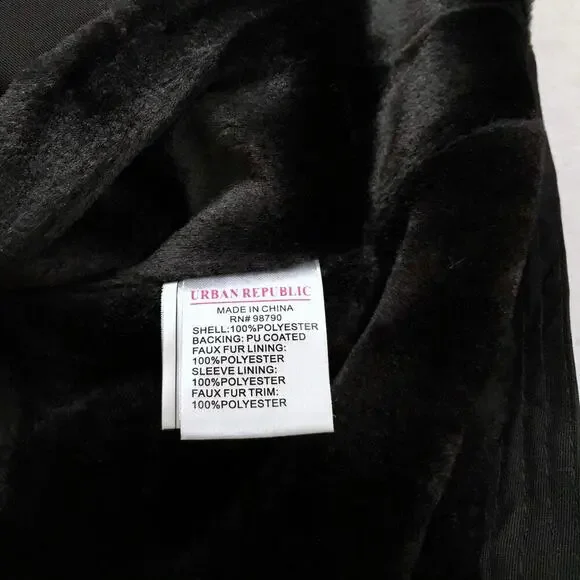 URBAN REPUBLIC
MADE IN CHINA
RN# 98790
SHELL:100%POLYESTER
BACKING: PU COATED
FAUX FUR LINING:
100%POLYESTER
SLEEVE LINING:
100%POLYESTER
FAUX FUR TRIM:
100%POLYESTER